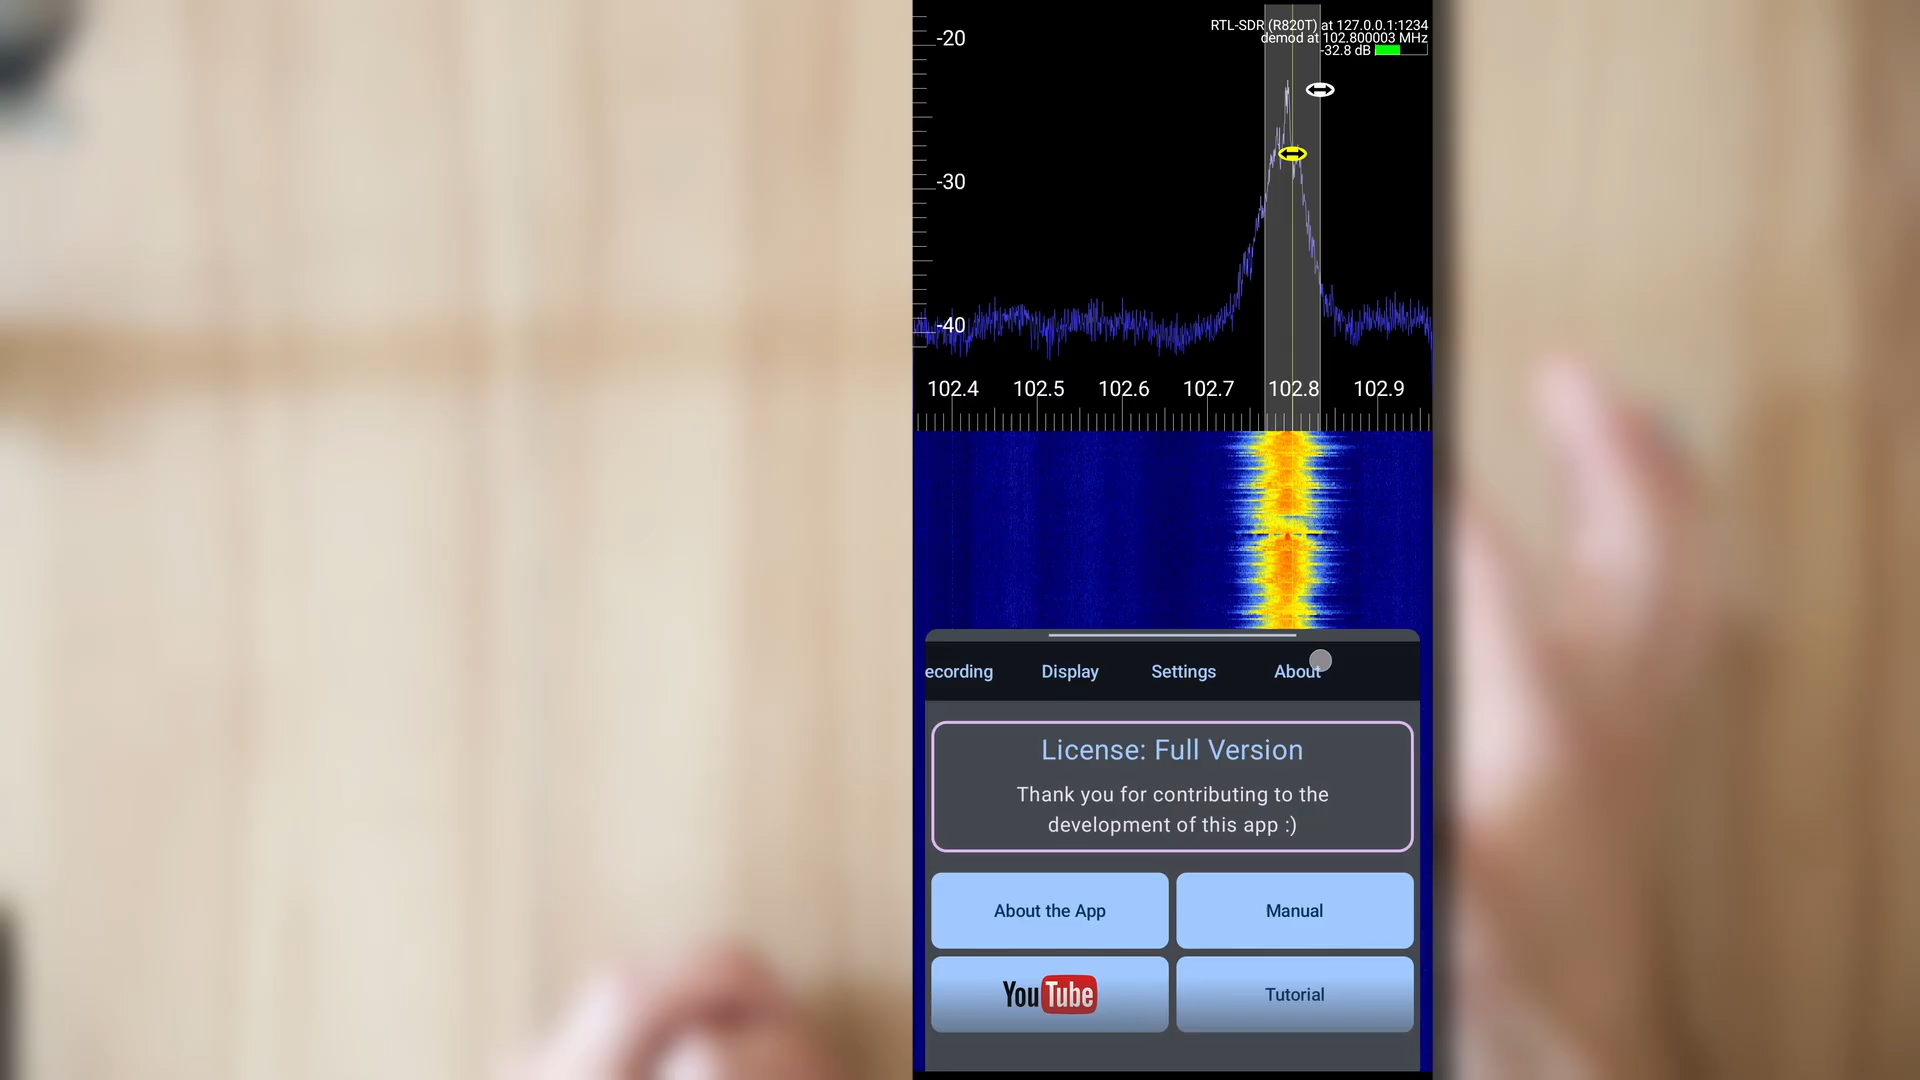 RTL-SDR (R820T) at 127.0.0.1:1234
demod at 102.800003 MHz
-32.8 dB
-20
-30
-40
102.4 102.5 102.6 102.7 102.8 102.9
ecording Display Settings About
License: Full Version
Thank you for contributing to the
development of this app :)
About the App Manual
YouTube Tutorial